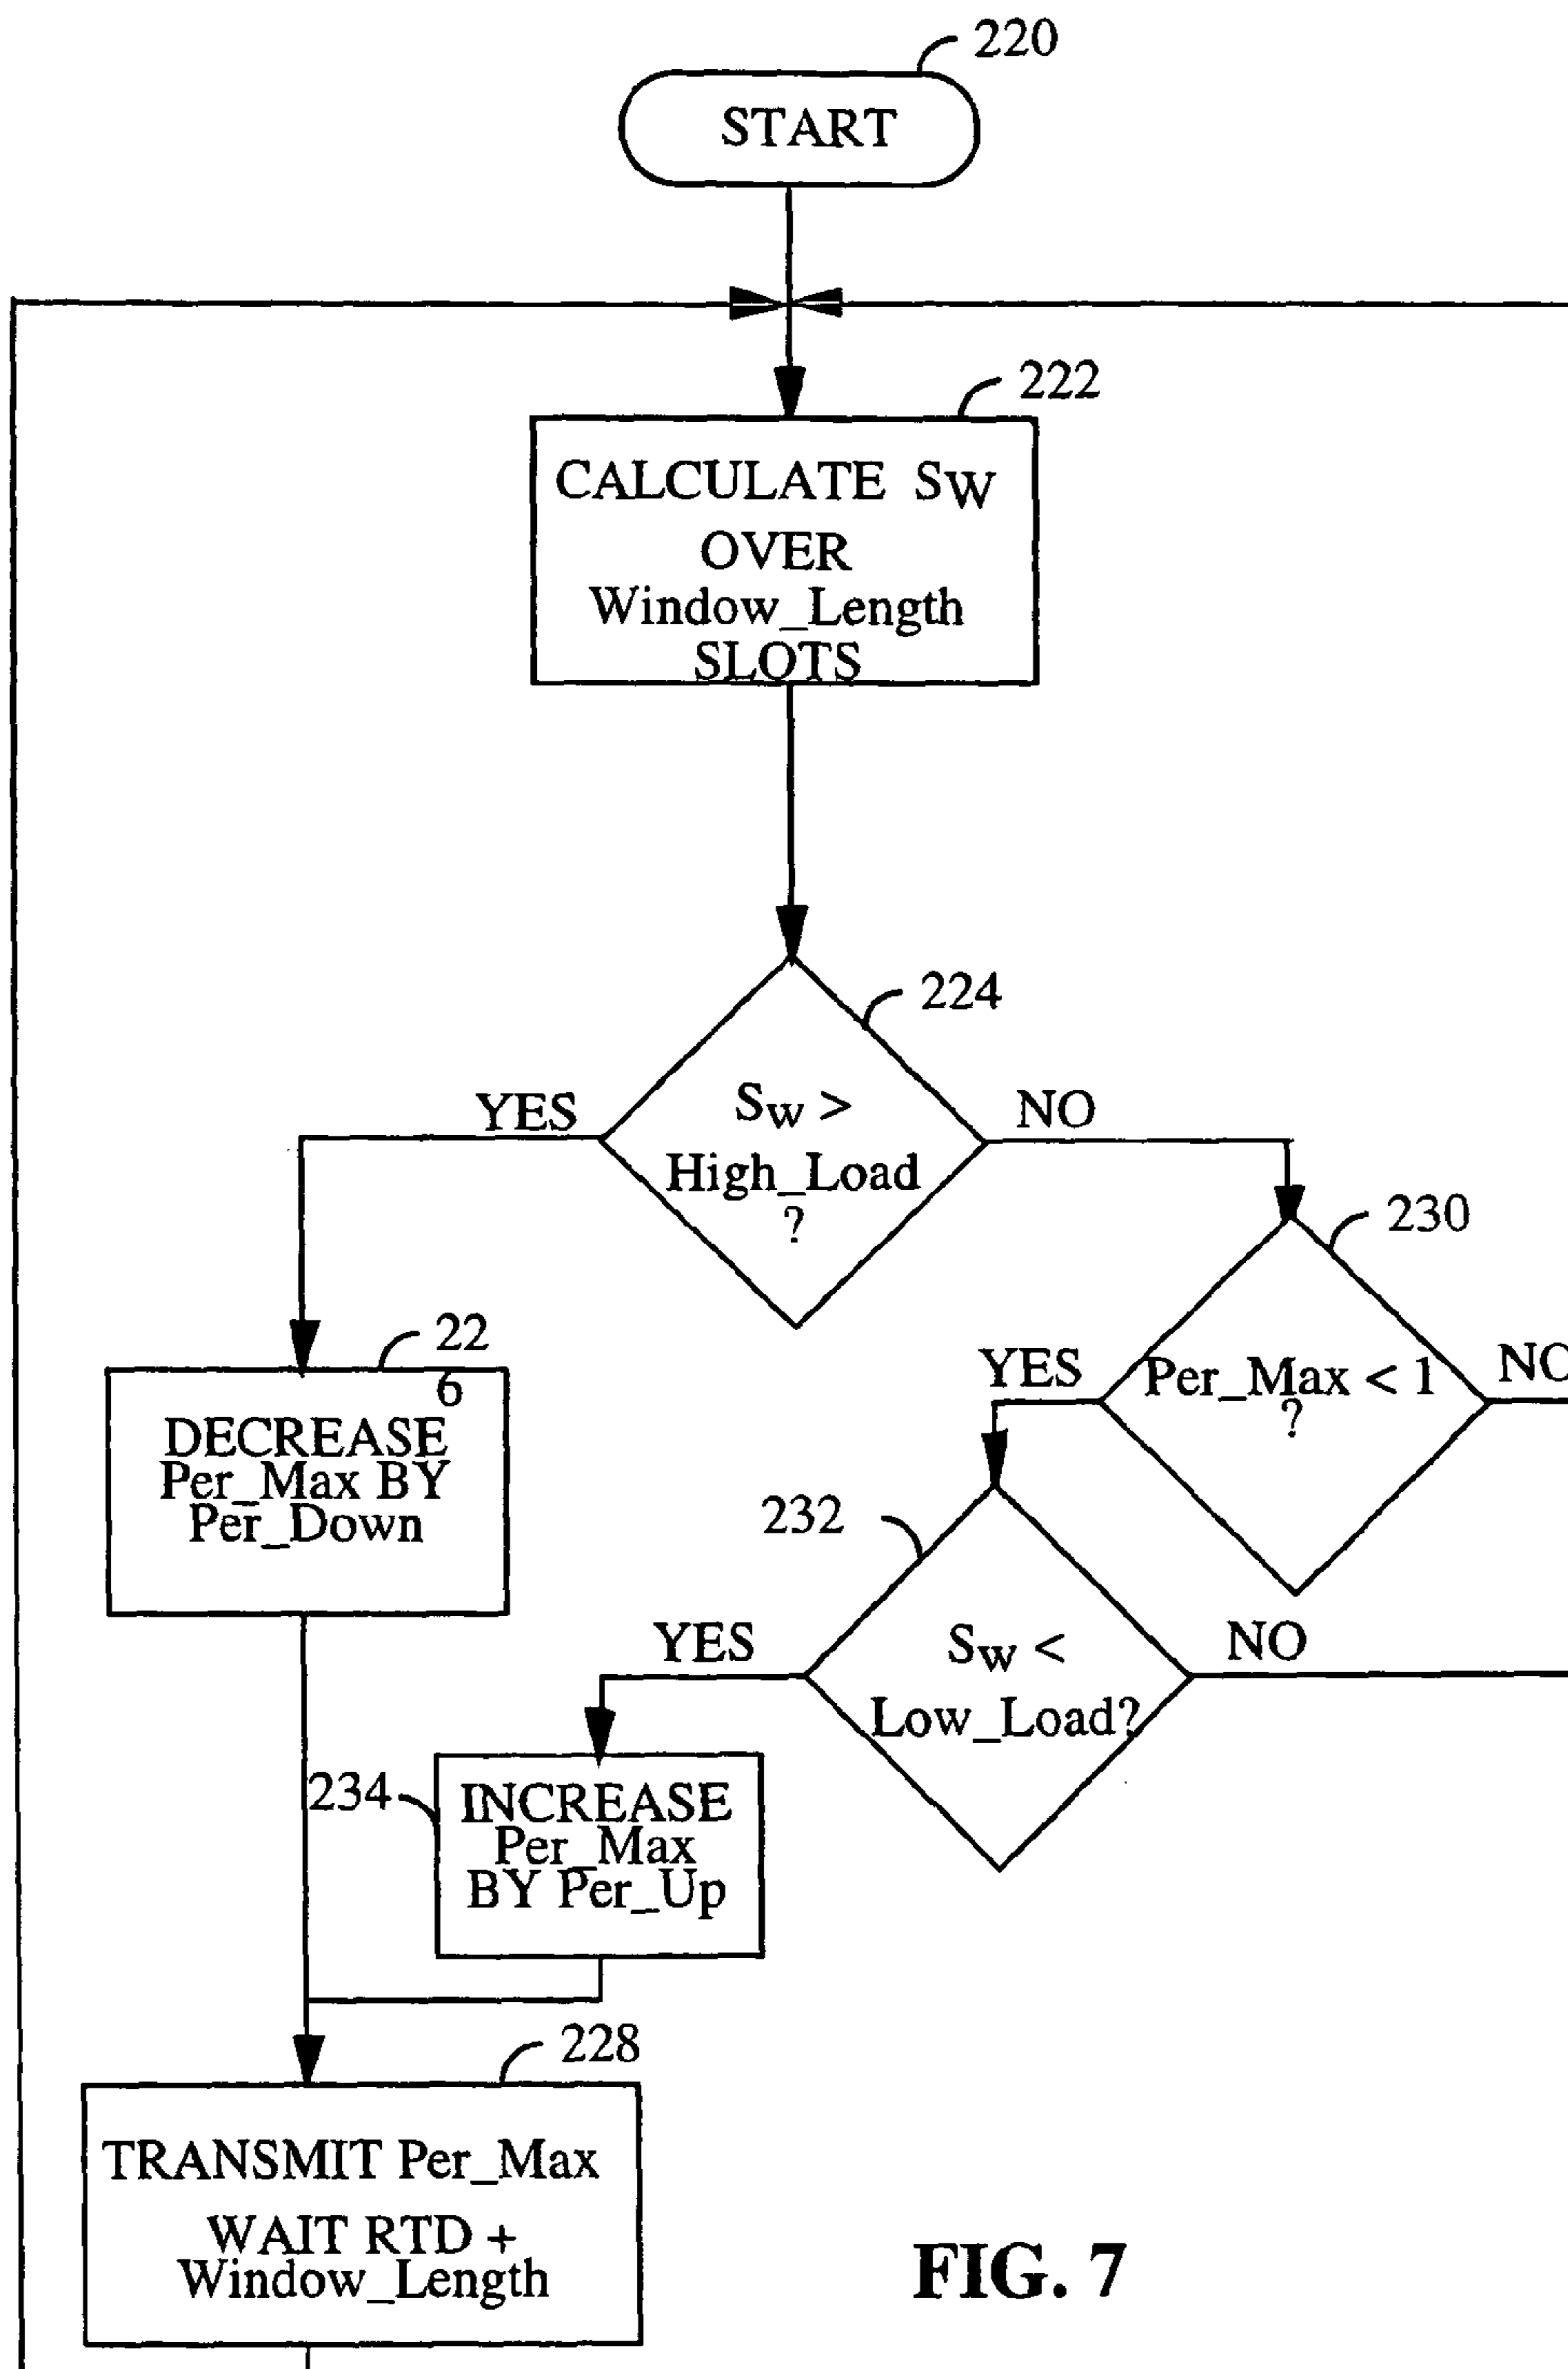 220
START
222
CALCULATE Sw
OVER
Window_Length
SLOTS
224
Sw >
High_Load
?
YES
NO
230
Per_Max < 1
?
YES
NO
22
6
DECREASE
Per_Max BY
Per_Down
232
Sw <
Low_Load?
YES
NO
234
INCREASE
Per_Max
BY Per_Up
228
TRANSMIT Per_Max
WAIT RTD +
Window_Length
FIG. 7